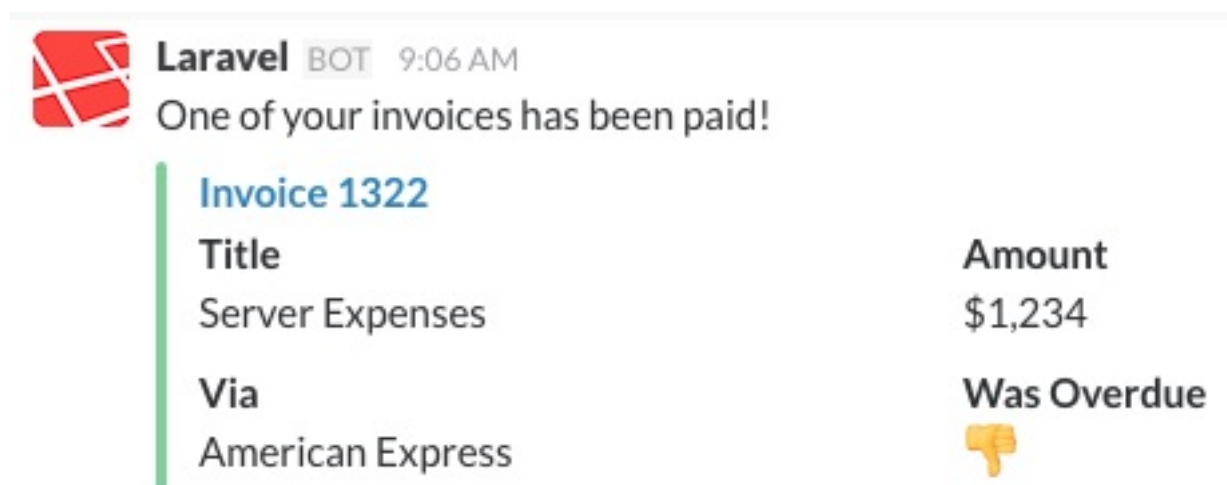 Laravel BOT 9:06 AM
One of your invoices has been paid!
Invoice 1322
Title Amount
Server Expenses $1,234
Via Was Overdue
American Express 👎